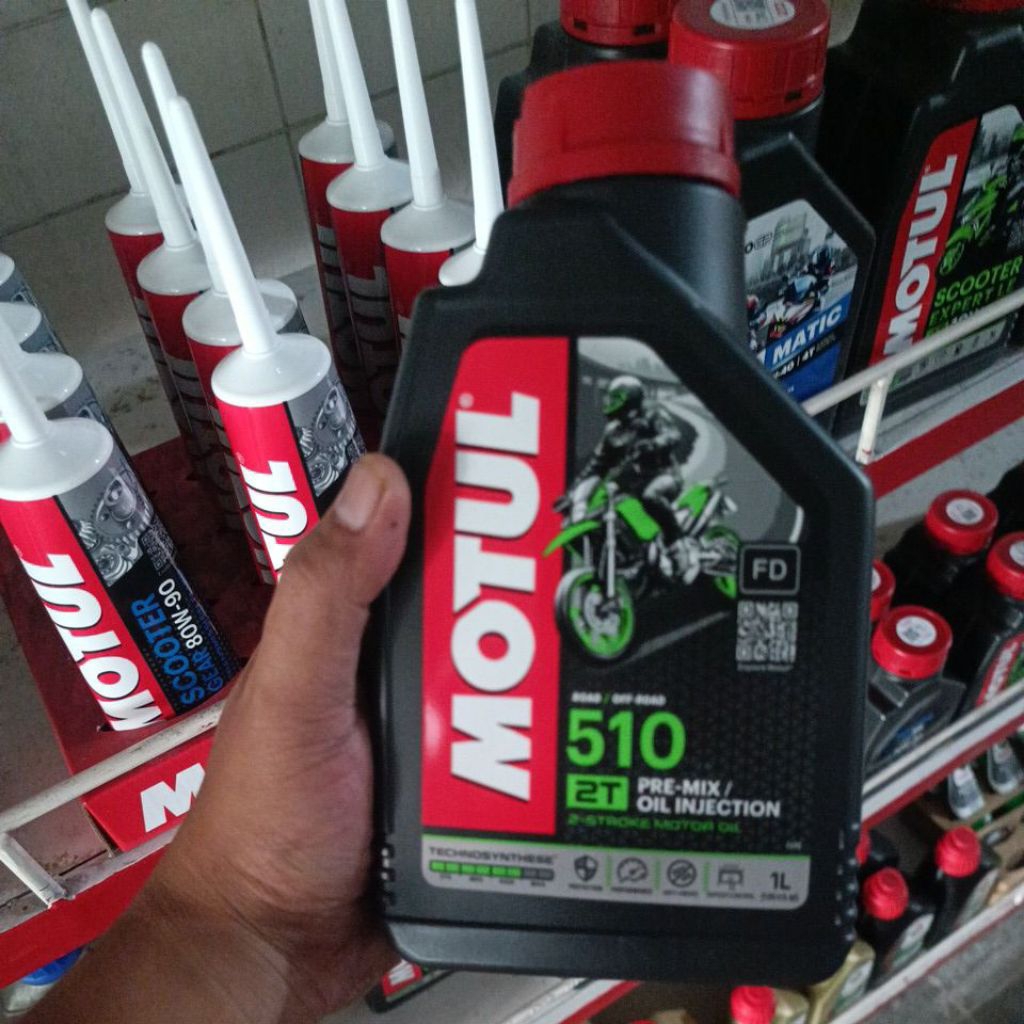 MOTUL
FD
ROAD / OFF-ROAD
510
2T
PRE-MIX /
OIL INJECTION
2-STROKE MOTOR OIL
TECHNOSYNTHESE
1L
MOTUL
SCOOTER
GEAR 80W-90
MOTUL
MATIC
MOTUL
SCOOTER
EXPERT LE